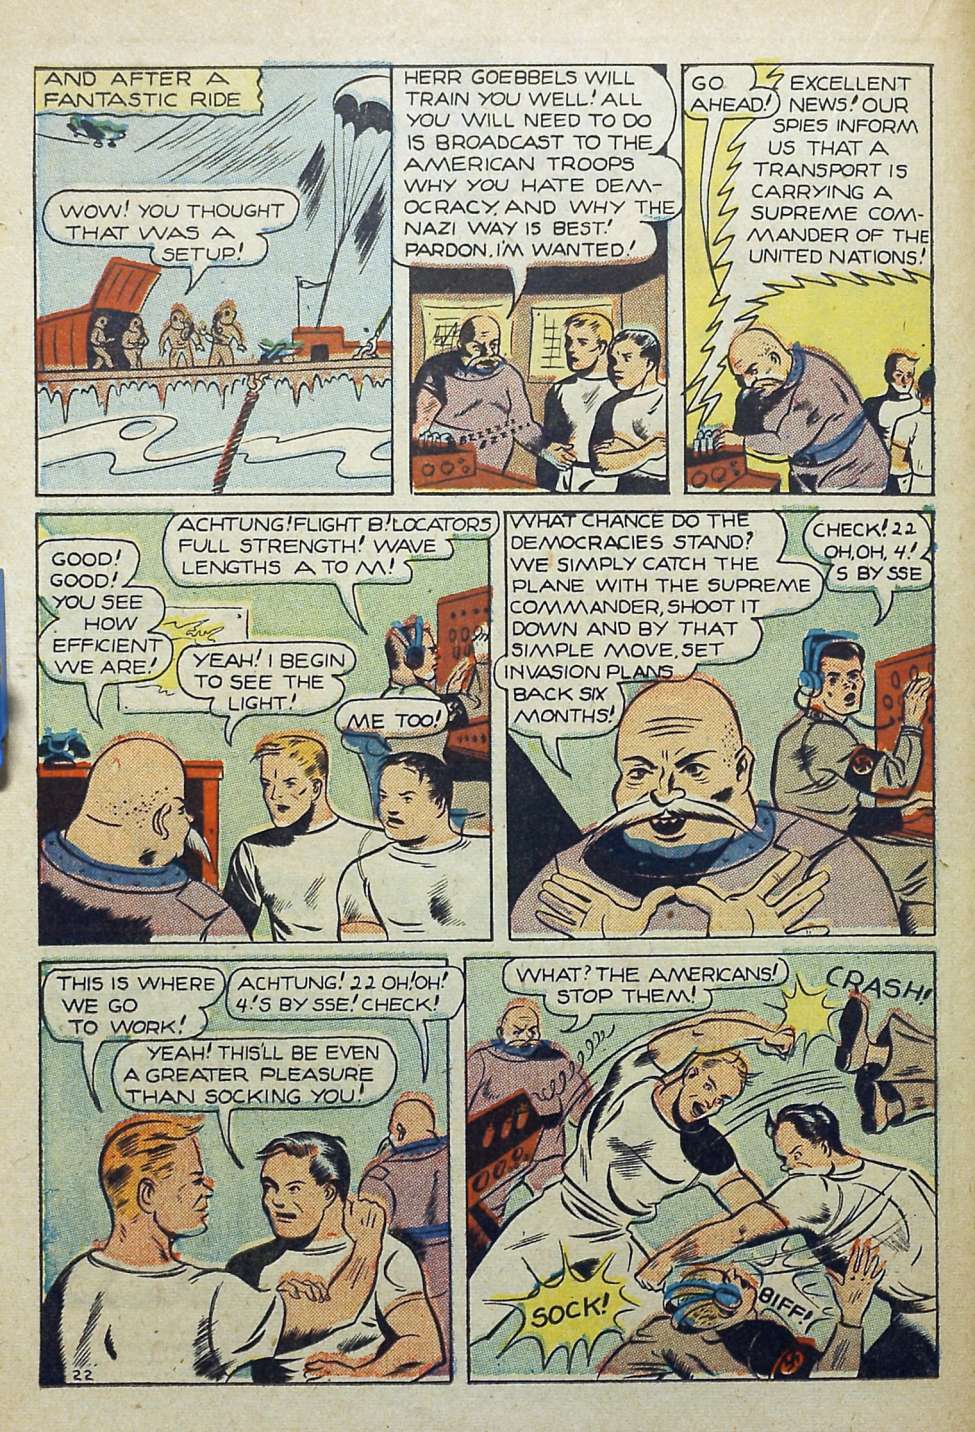 AND AFTER A
FANTASTIC RIDE
WOW! YOU THOUGHT
THAT WAS A
SETUP!
HERR GOEBBELS WILL
TRAIN YOU WELL! ALL
YOU WILL NEED TO DO
IS BROADCAST TO THE
AMERICAN TROOPS
WHY YOU HATE DEM-
OCRACY, AND WHY THE
NAZI WAY IS BEST!
PARDON, I'M WANTED!
BZZZZZ
BZZZ
GO
AHEAD!
EXCELLENT
NEWS! OUR
SPIES INFORM
US THAT A
TRANSPORT IS
CARRYING A
SUPREME COM-
MANDER OF THE
UNITED NATIONS!
GOOD!
GOOD!
YOU SEE
HOW
EFFICIENT
WE ARE!
ACHTUNG! FLIGHT B! LOCATORS
FULL STRENGTH! WAVE
LENGTHS A TO M!
YEAH! I BEGIN
TO SEE THE
LIGHT!
ME TOO!
WHAT CHANCE DO THE
DEMOCRACIES STAND?
WE SIMPLY CATCH THE
PLANE WITH THE SUPREME
COMMANDER, SHOOT IT
DOWN AND BY THAT
SIMPLE MOVE, SET
INVASION PLANS
BACK SIX
MONTHS!
CHECK! 22
OH, OH, 4!
S BY SSE
THIS IS WHERE
WE GO
TO WORK!
ACHTUNG! 22 OH! OH!
4! S BY SSE! CHECK!
YEAH! THIS'LL BE EVEN
A GREATER PLEASURE
THAN SOCKING YOU!
22
WHAT? THE AMERICANS!
STOP THEM!
CRASH!
SOCK!
BIFF!